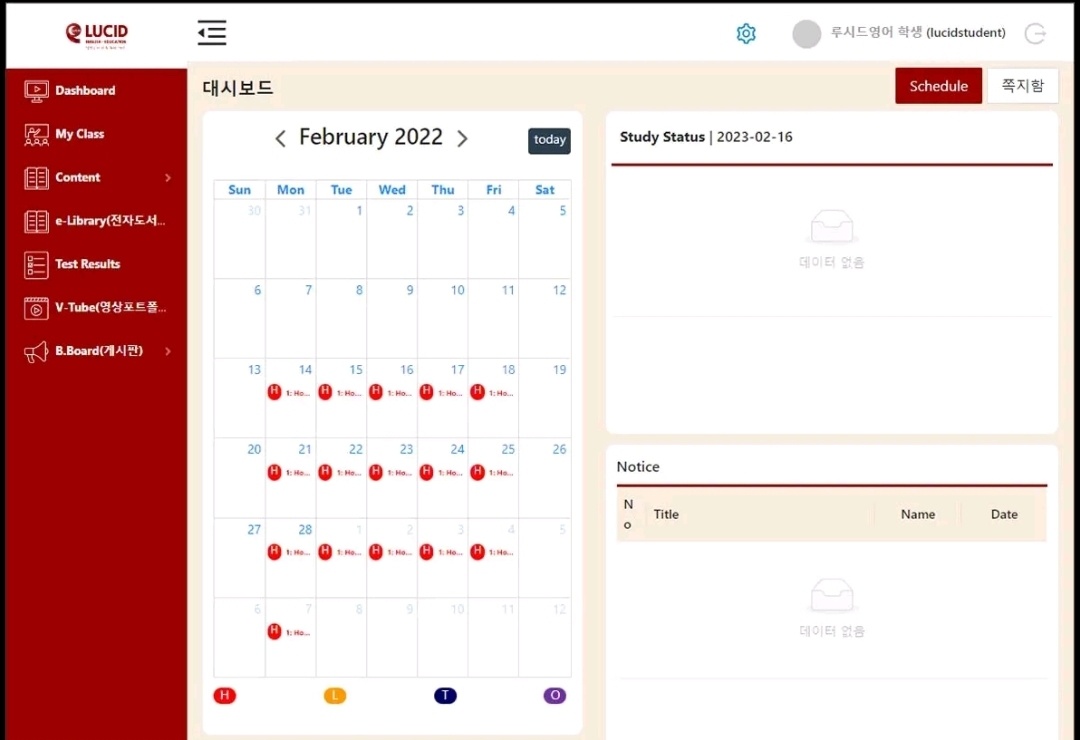 LUCID
루시드영어 학생 (lucidstudent)
Dashboard
My Class
Content
e-Library(전자도서...
Test Results
V-Tube(영상포트폴...
B.Board(게시판)
대시보드
Schedule
쪽지함
February 2022
today
Sun Mon Tue Wed Thu Fri Sat
30 31 1 2 3 4 5
6 7 8 9 10 11 12
13 14 15 16 17 18 19
H 1: Ho... H 1: Ho... H 1: Ho... H 1: Ho... H 1: Ho...
20 21 22 23 24 25 26
H 1: Ho... H 1: Ho... H 1: Ho... H 1: Ho... H 1: Ho...
27 28 1 2 3 4 5
H 1: Ho... H 1: Ho... H 1: Ho... H 1: Ho... H 1: Ho...
6 7 8 9 10 11 12
H 1: Ho...
H L T O
Study Status | 2023-02-16
데이터 없음
Notice
No Title Name Date
데이터 없음